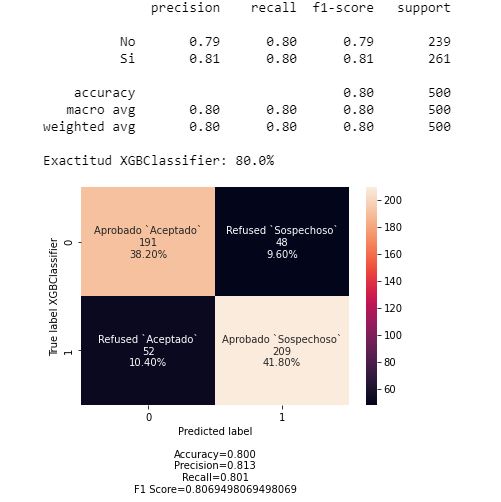 precision recall f1-score support
No 0.79 0.80 0.79 239
Si 0.81 0.80 0.81 261
accuracy 0.80 500
macro avg 0.80 0.80 0.80 500
weighted avg 0.80 0.80 0.80 500
Exactitud XGBClassifier: 80.0%
Aprobado `Aceptado`
191
38.20%
Refused `Sospechoso`
48
9.60%
Refused `Aceptado`
52
10.40%
Aprobado `Sospechoso`
209
41.80%
True label XGBClassifier
0
1
0 1
Predicted label
200
180
160
140
120
100
80
60
Accuracy=0.800
Precision=0.813
Recall=0.801
F1 Score=0.8069498069498069